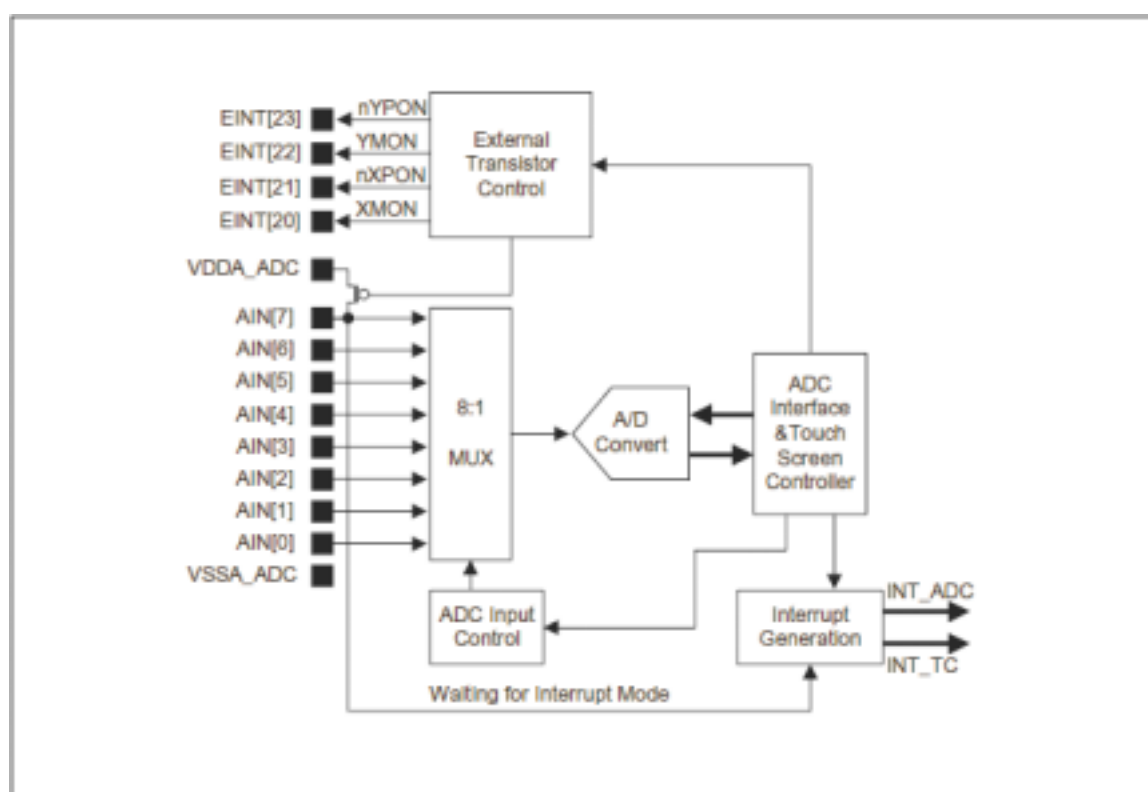 EINT[23]
nYPON
EINT[22]
YMON
EINT[21]
nXPON
EINT[20]
XMON
External
Transistor
Control
VDDA_ADC
AIN[7]
AIN[6]
AIN[5]
AIN[4]
AIN[3]
AIN[2]
AIN[1]
AIN[0]
VSSA_ADC
8:1
MUX
A/D
Convert
ADC
Interface
&Touch
Screen
Controller
ADC Input
Control
Interrupt
Generation
INT_ADC
INT_TC
Waiting for Interrupt Mode